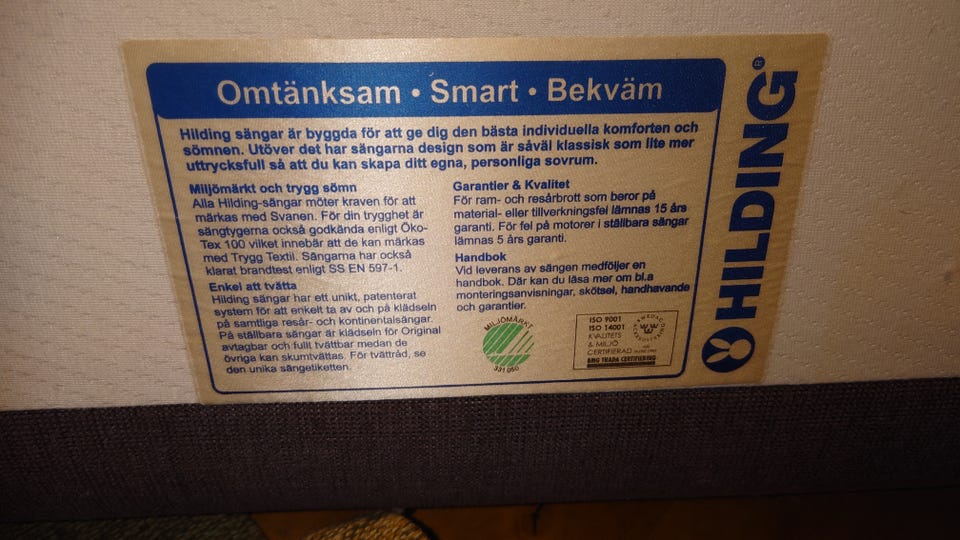 Omtänksam • Smart • Bekväm
Hilding sängar är byggda för att ge dig den bästa individuella komforten och
sömnen. Utöver det har sängarna design som är såväl klassisk som lite mer
uttrycksfull så att du kan skapa ditt egna, personliga sovrum.
Miljömärkt och trygg sömn
Alla Hilding-sängar möter kraven för att
märkas med Svanen. För din trygghet är
sängtygerna också godkända enligt Öko-
Tex 100 vilket innebär att de kan märkas
med Trygg Textil. Sängarna har också
klarat brandtest enligt SS EN 597-1.
Enkel att tvätta
Hilding sängar har ett unikt, patenterat
system för att enkelt ta av och på klädseln
på samtliga resår- och kontinentalsängar.
På ställbara sängar är klädseln för Original
avtagbar och fullt tvättbar medan de
övriga kan skumtvättas. För tvättråd, se
den unika sängetiketten.
Garantier & Kvalitet
För ram- och resårbrott som beror på
material- eller tillverkningsfel lämnas 15 års
garanti. För fel på motorer i ställbara sängar
lämnas 5 års garanti.
Handbok
Vid leverans av sängen medföljer en
handbok. Där kan du läsa mer om bl.a
monteringsanvisningar, skötsel, handhavande
och garantier.
MILJÖMÄRKT
331 050
ISO 9001
ISO 14001
KVALITETS
& MILJÖ
CERTIFIERAD
BMG TRADA CERTIFIERING
HILDING®